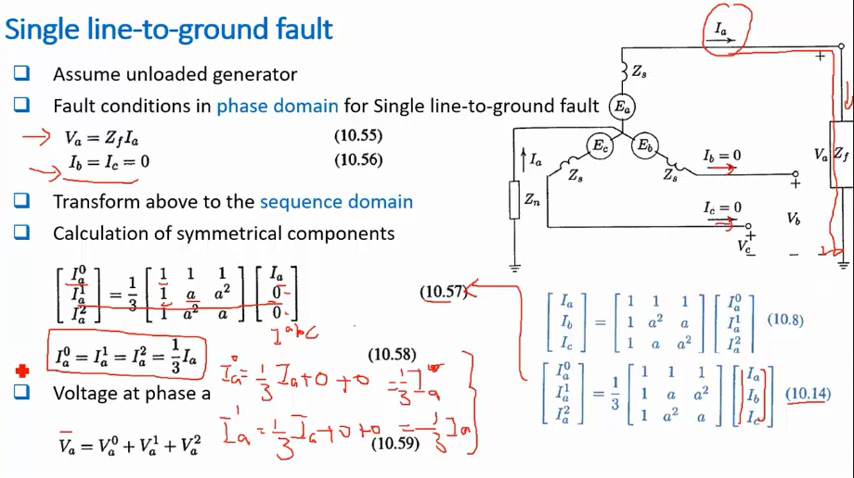 Single line-to-ground fault
Assume unloaded generator
Fault conditions in phase domain for Single line-to-ground fault
V_a = Z_f I_a (10.55)
I_b = I_c = 0 (10.56)
Transform above to the sequence domain
Calculation of symmetrical components
[I_a^0 I_a^1 I_a^2] = 1/3 [1 1 1; 1 a a²; 1 a² a] [I_a 0 0] (10.57)
I^abc
I_a^0 = I_a^1 = I_a^2 = 1/3 I_a (10.58)
I_a^0 = 1/3 I_a + 0 + 0 = 1/3 I_a
Voltage at phase a
I_a^1 = 1/3 I_a + 0 + 0 = 1/3 I_a
V_a = V_a^0 + V_a^1 + V_a^2 (10.59)
I_a
Z_s
+
E_a
E_c
E_b
I_a
Z_s
Z_s
Z_n
I_b = 0
+
V_a
Z_f
I_c = 0
+
V_b
V_c
[I_a I_b I_c] = [1 1 1; 1 a² a; 1 a a²] [I_a^0 I_a^1 I_a^2] (10.8)
[I_a^0 I_a^1 I_a^2] = 1/3 [1 1 1; 1 a a²; 1 a² a] [I_a I_b I_c] (10.14)